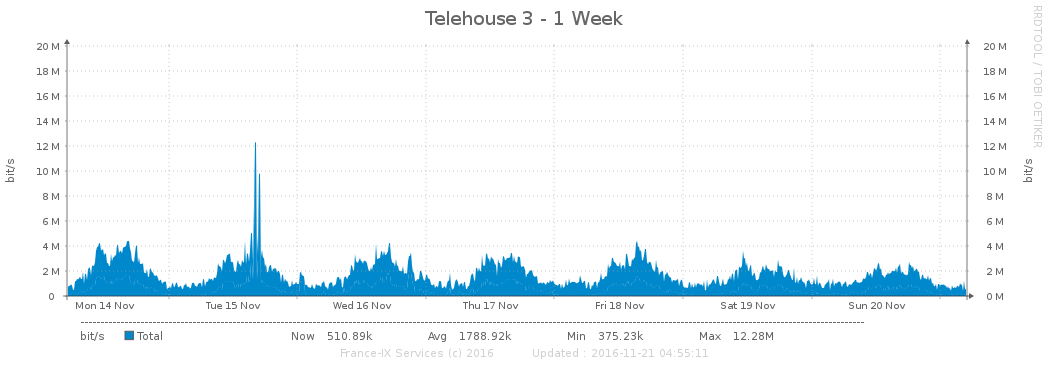 Telehouse 3 - 1 Week
RRDTOOL / TOBI OETIKER
20 M 20 M
18 M 18 M
16 M 16 M
14 M 14 M
12 M 12 M
10 M 10 M
8 M 8 M
6 M 6 M
4 M 4 M
2 M 2 M
0 0 M
bit/s
bit/s
Mon 14 Nov Tue 15 Nov Wed 16 Nov Thu 17 Nov Fri 18 Nov Sat 19 Nov Sun 20 Nov
bit/s Total Now 510.89k Avg 1788.92k Min 375.23k Max 12.28M
France-IX Services (c) 2016 Updated : 2016-11-21 04:55:11